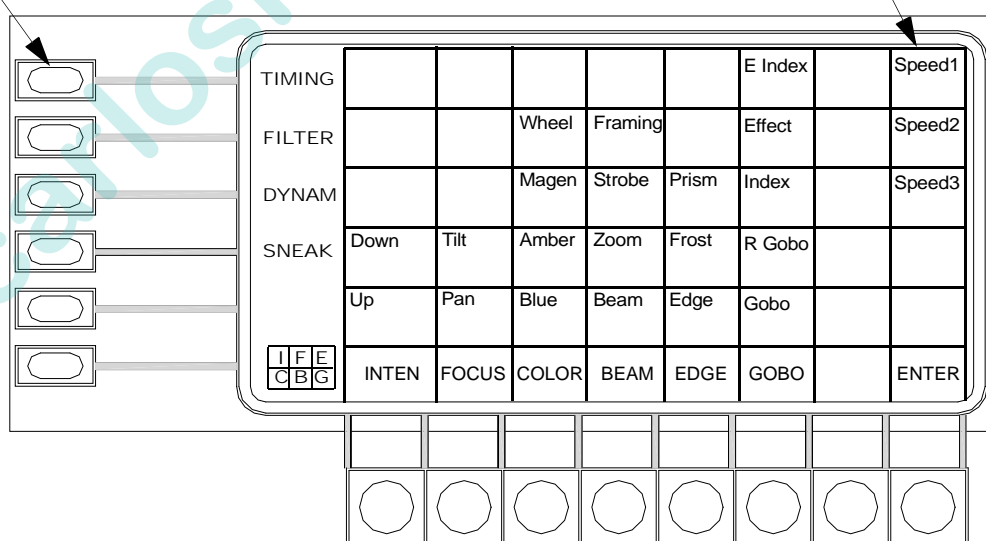 Carlos
TIMING E Index Speed1
FILTER Wheel Framing Effect Speed2
DYNAM Magen Strobe Prism Index Speed3
SNEAK Down Tilt Amber Zoom Frost R Gobo
Up Pan Blue Beam Edge Gobo
I F E
C B G
INTEN FOCUS COLOR BEAM EDGE GOBO ENTER